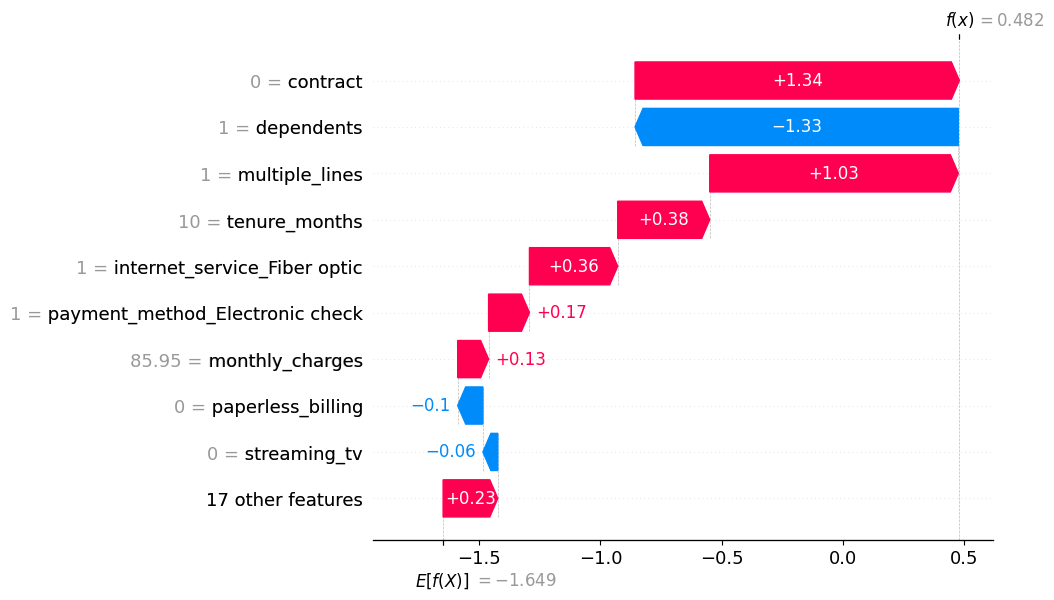 f(x) = 0.482
0 = contract
+1.34
1 = dependents
−1.33
1 = multiple_lines
+1.03
10 = tenure_months
+0.38
1 = internet_service_Fiber optic
+0.36
1 = payment_method_Electronic check
+0.17
85.95 = monthly_charges
+0.13
0 = paperless_billing
−0.1
0 = streaming_tv
−0.06
17 other features
+0.23
−1.5 −1.0 −0.5 0.0 0.5
E[f(X)] = −1.649